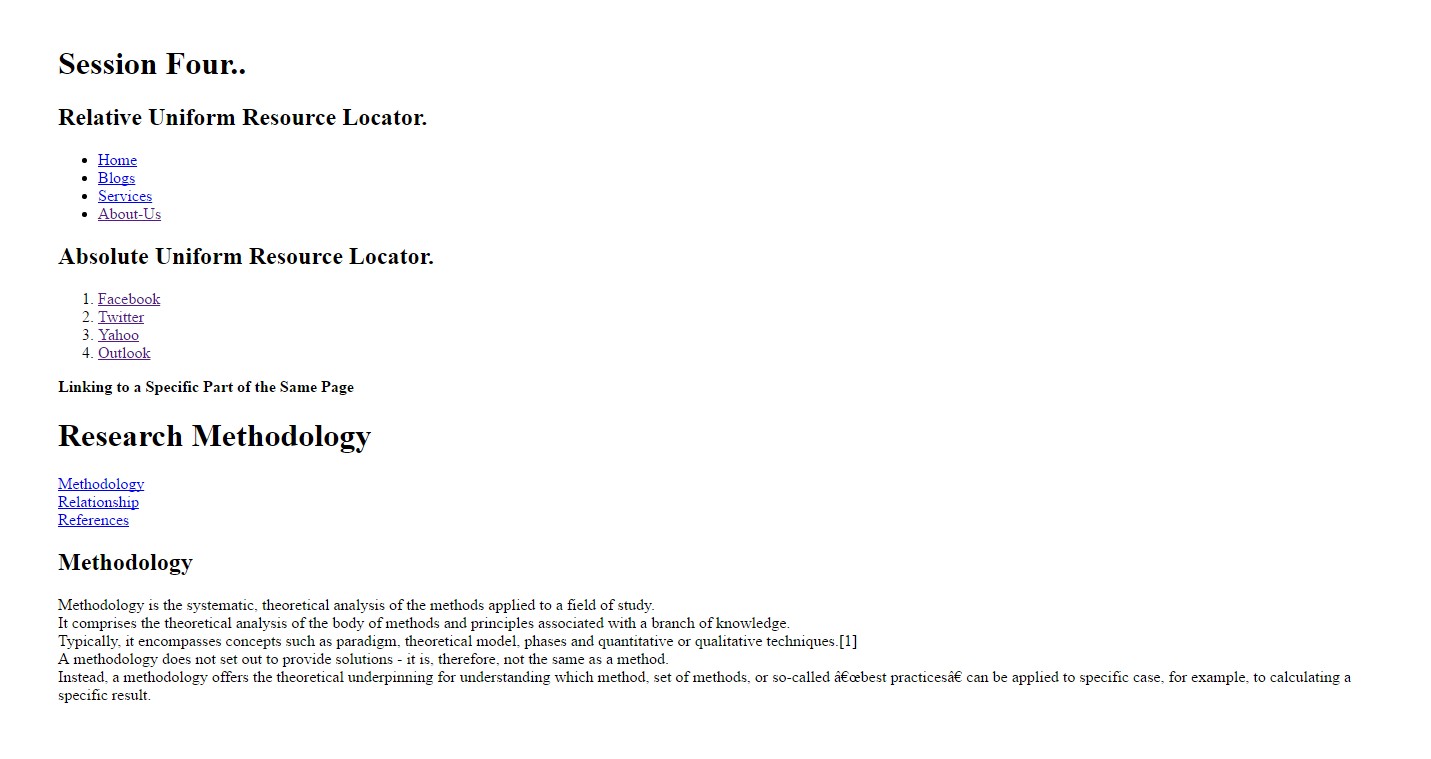 Session Four..
Relative Uniform Resource Locator.
• Home
• Blogs
• Services
• About-Us
Absolute Uniform Resource Locator.
1. Facebook
2. Twitter
3. Yahoo
4. Outlook
Linking to a Specific Part of the Same Page
Research Methodology
Methodology
Relationship
References
Methodology
Methodology is the systematic, theoretical analysis of the methods applied to a field of study.
It comprises the theoretical analysis of the body of methods and principles associated with a branch of knowledge.
Typically, it encompasses concepts such as paradigm, theoretical model, phases and quantitative or qualitative techniques.[1]
A methodology does not set out to provide solutions - it is, therefore, not the same as a method.
Instead, a methodology offers the theoretical underpinning for understanding which method, set of methods, or so-called â€œbest practicesâ€ can be applied to specific case, for example, to calculating a
specific result.